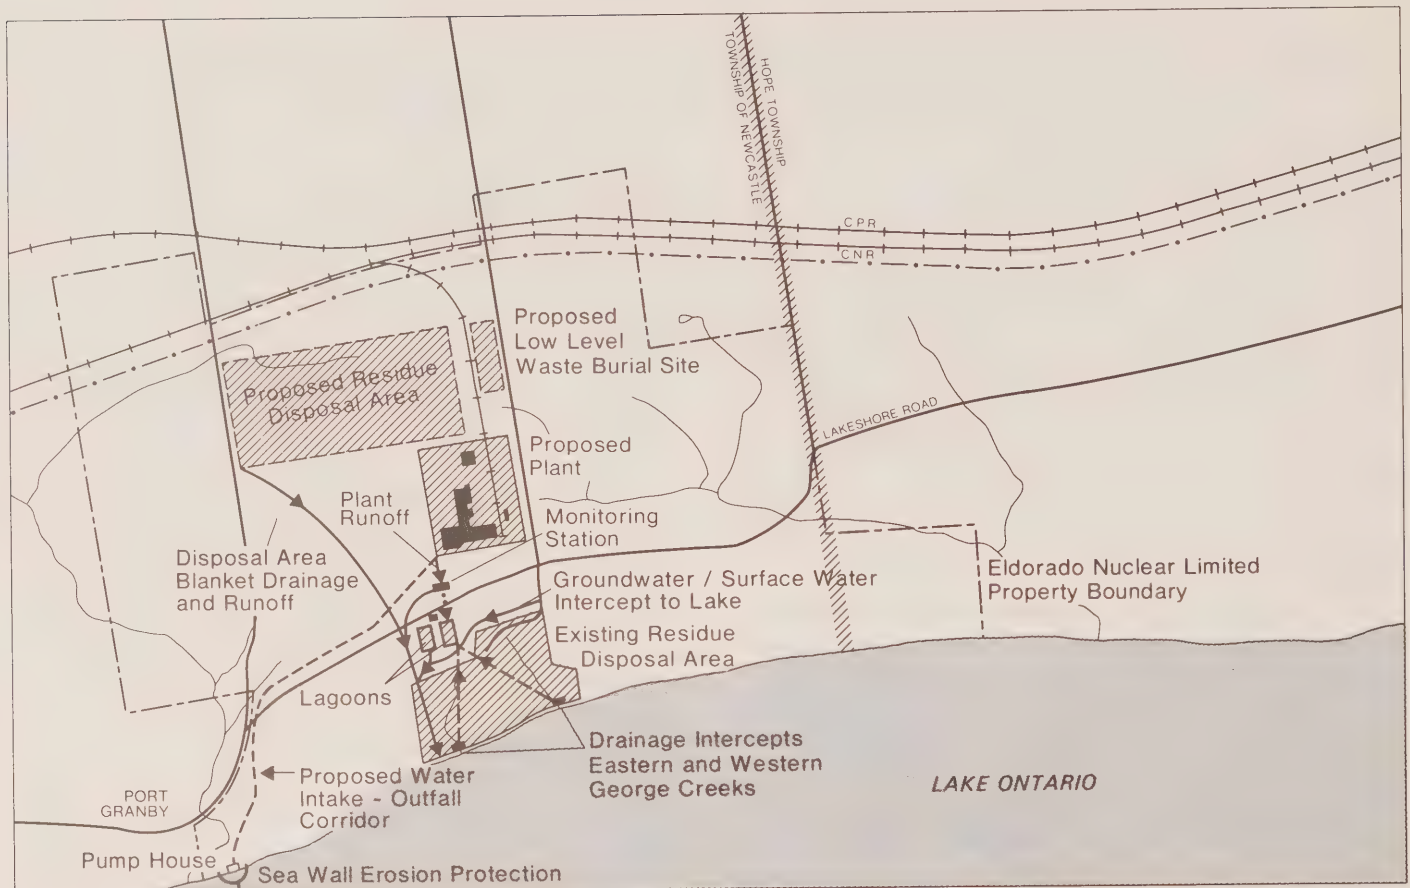 HOPE TOWNSHIP
TOWNSHIP OF NEWCASTLE
CPR
CNR
Proposed
Low Level
Waste Burial Site
Proposed Residue
Disposal Area
LAKESHORE ROAD
Proposed
Plant
Plant
Runoff
Monitoring
Station
Disposal Area
Blanket Drainage
and Runoff
Groundwater / Surface Water
Intercept to Lake
Eldorado Nuclear Limited
Property Boundary
Existing Residue
Disposal Area
Lagoons
Drainage Intercepts
Eastern and Western
George Creeks
Proposed Water
Intake - Outfall
Corridor
LAKE ONTARIO
PORT
GRANBY
Pump House
Sea Wall Erosion Protection